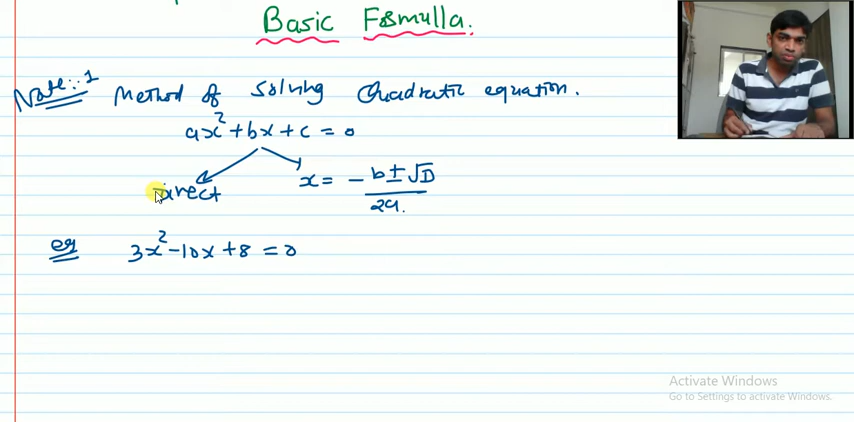 Basic Formulla.
Note:-1 Method of Solving Quadratic equation.
ax²+bx+c=0
Direct x = -b±√D/2a.
eg 3x²-10x+8=0
Activate Windows
Go to Settings to activate Windows.